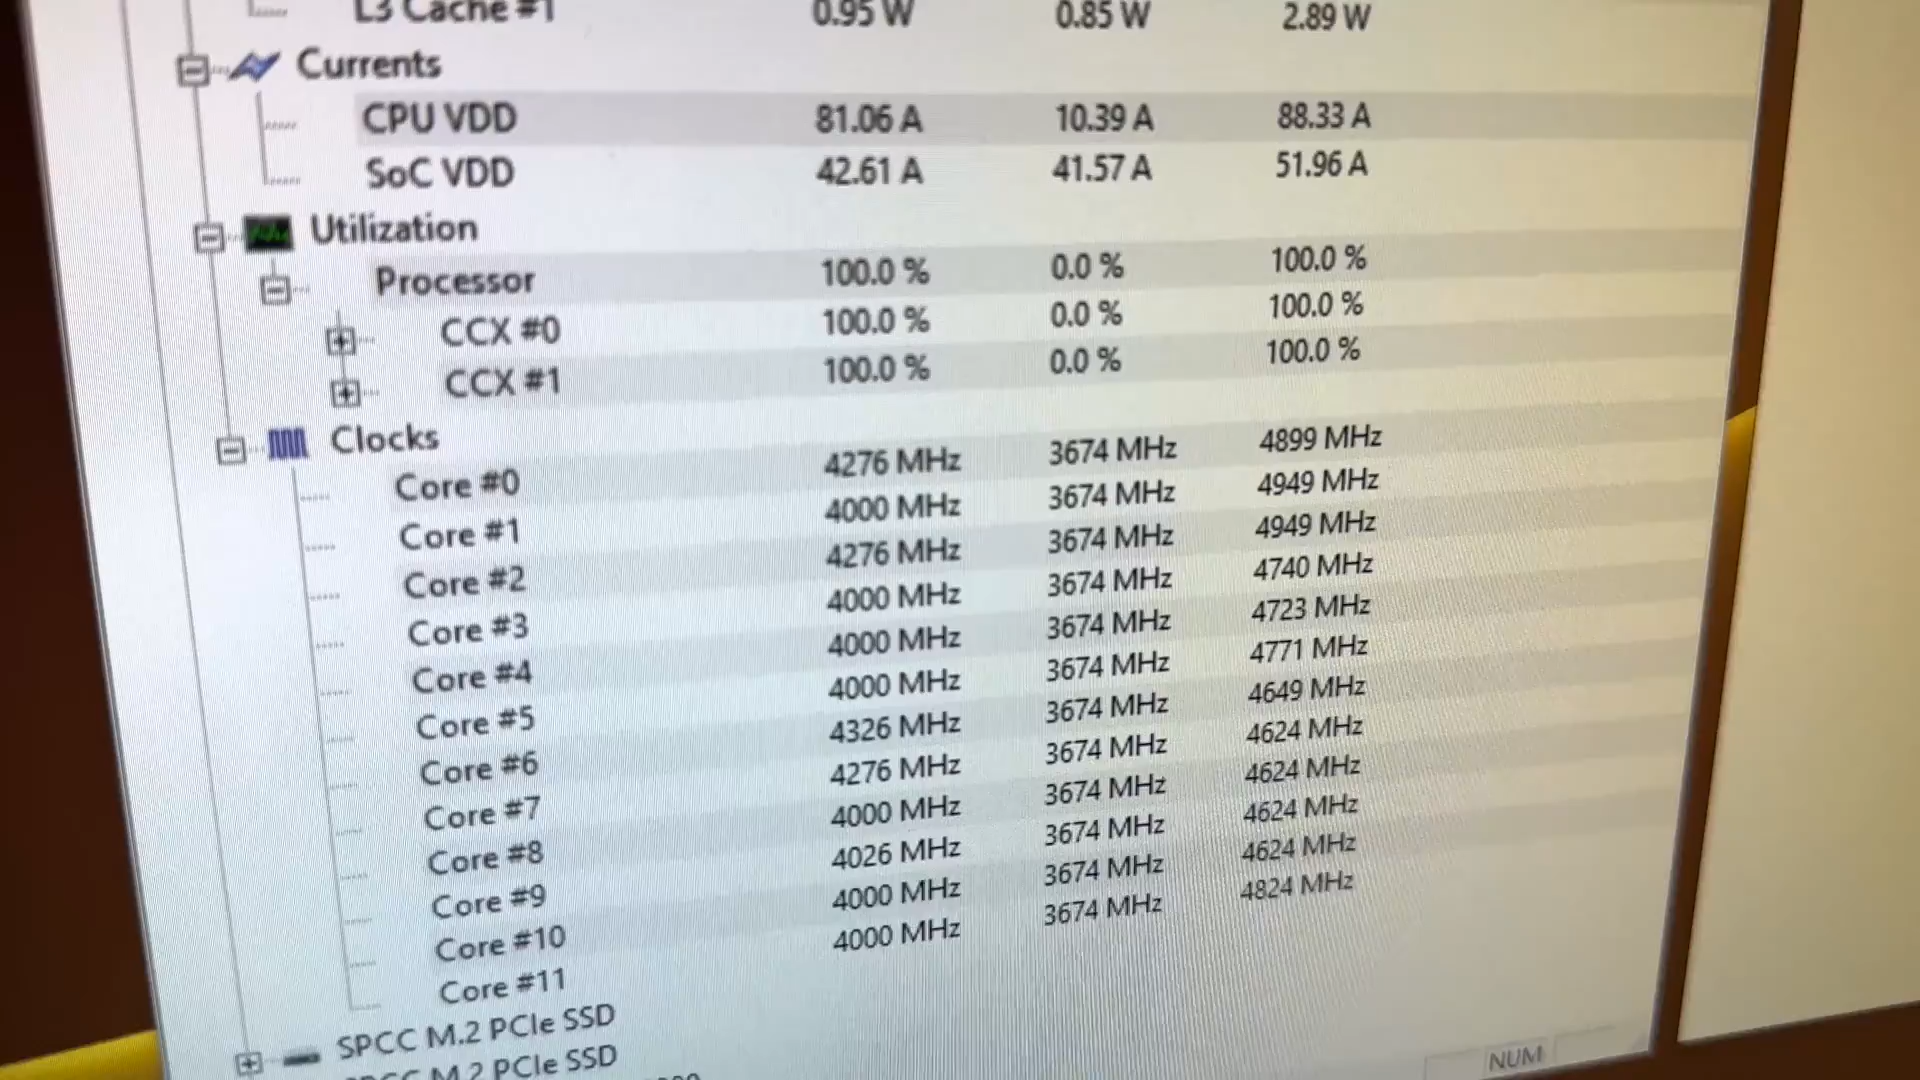 L3 Cache #1 0.95 W 0.85 W 2.89 W
Currents
CPU VDD 81.06 A 10.39 A 88.33 A
SoC VDD 42.61 A 41.57 A 51.96 A
Utilization
Processor 100.0 % 0.0 % 100.0 %
CCX #0 100.0 % 0.0 % 100.0 %
CCX #1 100.0 % 0.0 % 100.0 %
Clocks
Core #0 4276 MHz 3674 MHz 4899 MHz
Core #1 4000 MHz 3674 MHz 4949 MHz
Core #2 4276 MHz 3674 MHz 4949 MHz
Core #3 4000 MHz 3674 MHz 4740 MHz
Core #4 4000 MHz 3674 MHz 4723 MHz
Core #5 4000 MHz 3674 MHz 4771 MHz
Core #6 4326 MHz 3674 MHz 4649 MHz
Core #7 4276 MHz 3674 MHz 4624 MHz
Core #8 4000 MHz 3674 MHz 4624 MHz
Core #9 4026 MHz 3674 MHz 4624 MHz
Core #10 4000 MHz 3674 MHz 4624 MHz
Core #11 4000 MHz 3674 MHz 4824 MHz
SPCC M.2 PCIe SSD
M.2 PCIe SSD
NUM